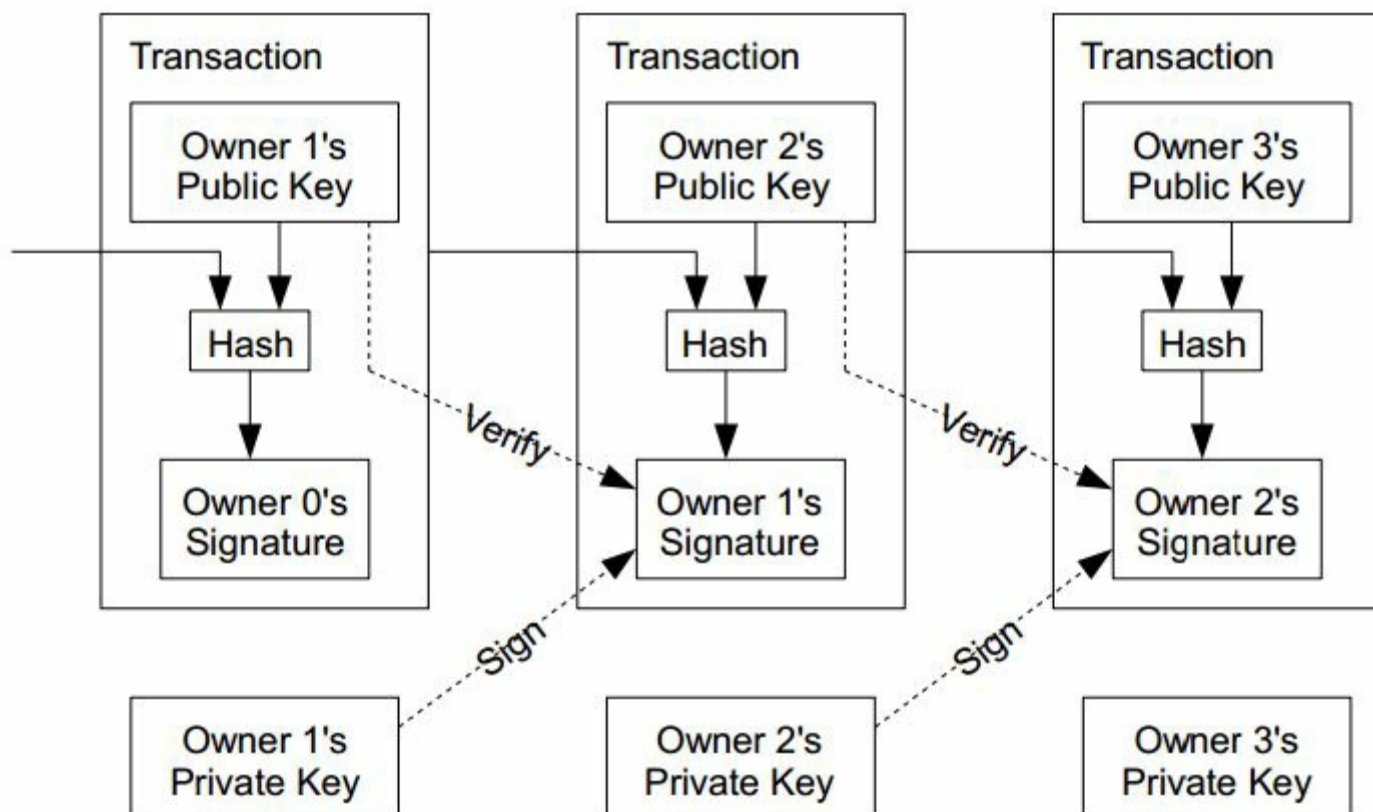 Transaction
Owner 1's
Public Key
Hash
Owner 0's
Signature
Transaction
Owner 2's
Public Key
Hash
Owner 1's
Signature
Transaction
Owner 3's
Public Key
Hash
Owner 2's
Signature
Verify
Verify
Sign
Sign
Owner 1's
Private Key
Owner 2's
Private Key
Owner 3's
Private Key